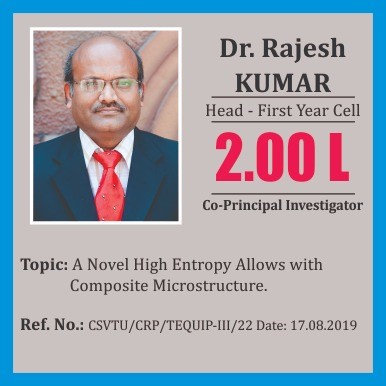 Dr. Rajesh
KUMAR
Head - First Year Cell
2.00 L
Co-Principal Investigator
Topic: A Novel High Entropy Allows with
Composite Microstructure.
Ref. No.: CSVTU/CRP/TEQUIP-III/22 Date: 17.08.2019